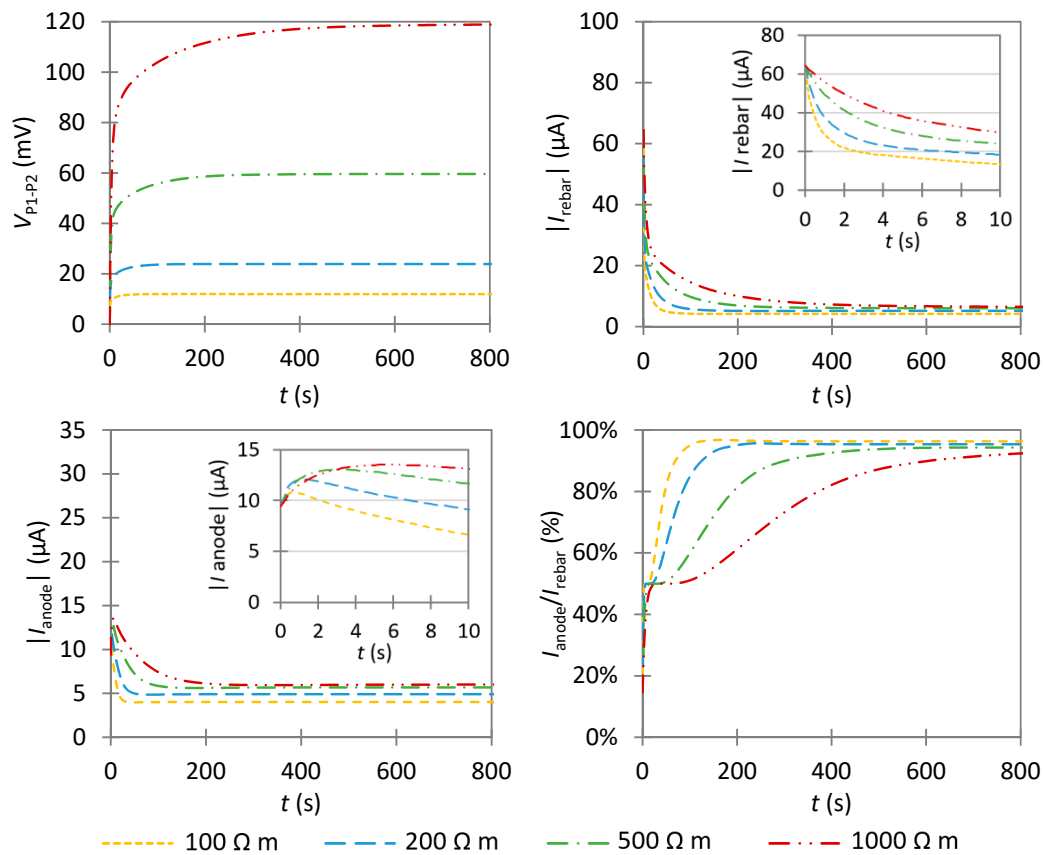 120
100
80
60
40
20
0
V_P1-P2 (mV)
0 200 400 600 800
t (s)
100
80
60
40
20
0
|I_rebar| (µA)
0 200 400 600 800
t (s)
80
60
40
20
0
|I rebar| (µA)
0 2 4 6 8 10
t (s)
35
30
25
20
15
10
5
0
|I_anode| (µA)
0 200 400 600 800
t (s)
15
10
5
0
|I anode| (µA)
0 2 4 6 8 10
t (s)
100%
80%
60%
40%
20%
0%
I_anode/I_rebar (%)
0 200 400 600 800
t (s)
100 Ω m 200 Ω m 500 Ω m 1000 Ω m